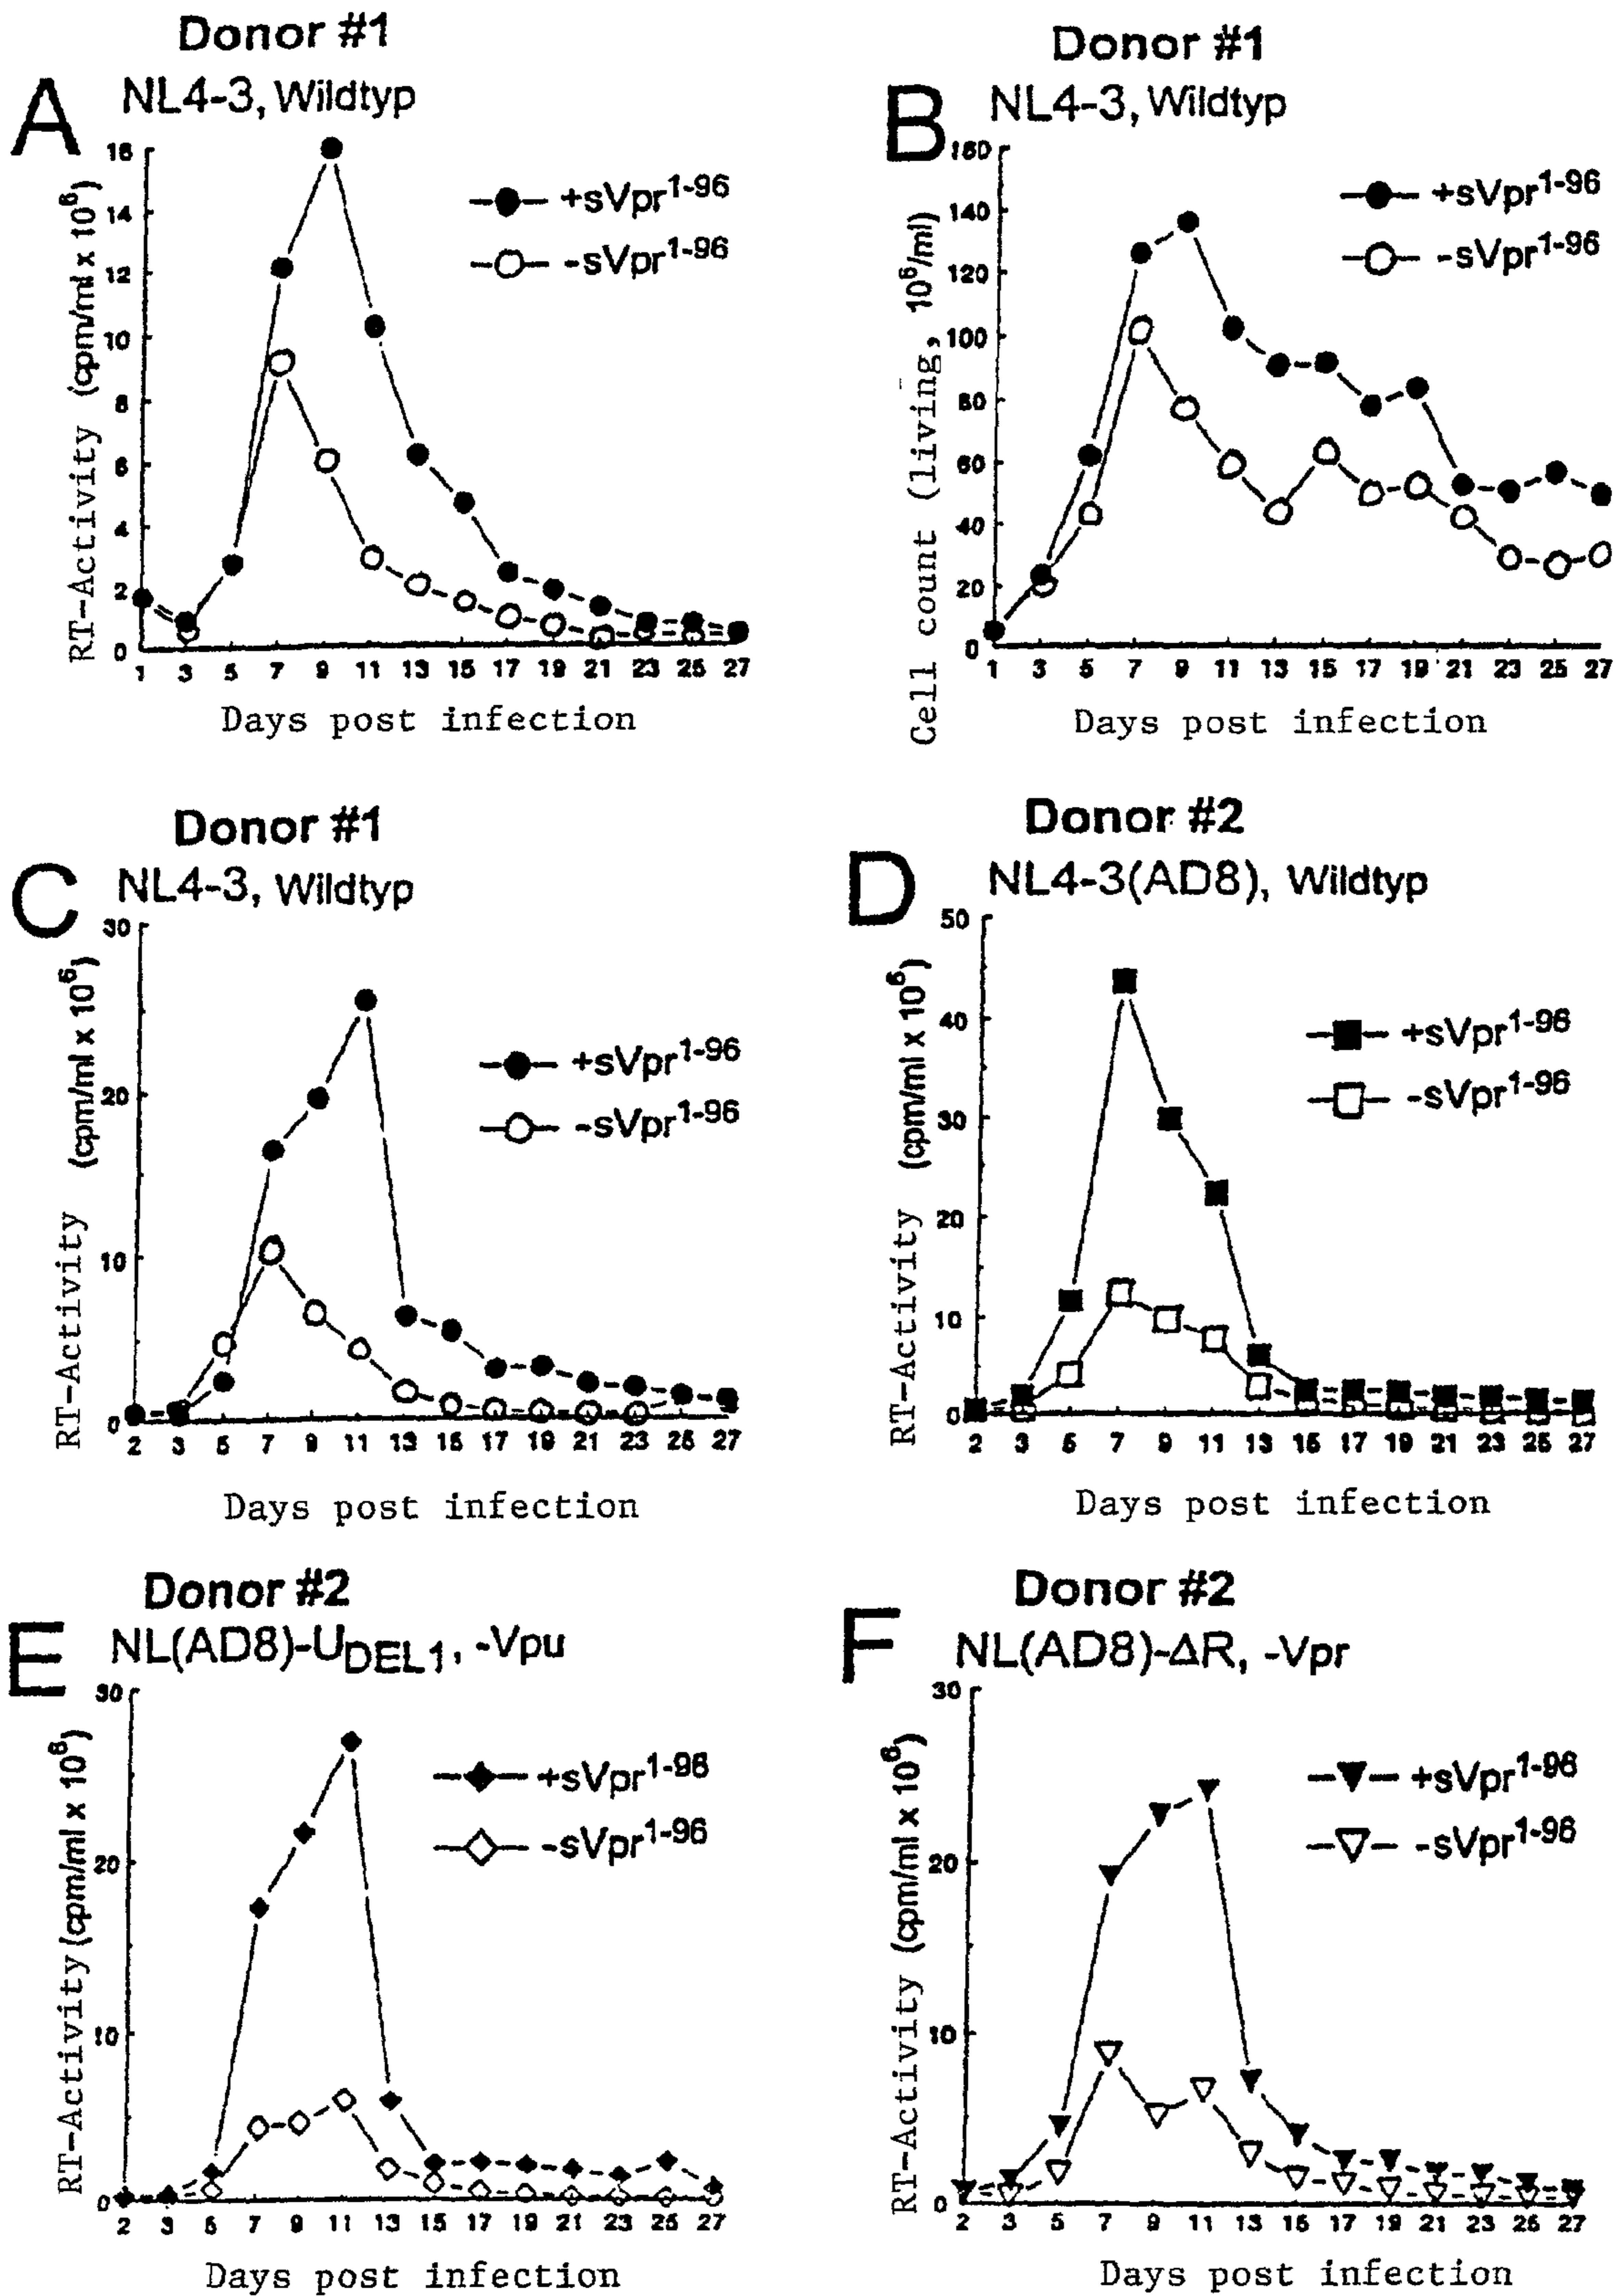 Donor #1
A NL4-3, Wildtyp
RT-Activity (cpm/ml x 10⁶)
16
14
12
10
8
6
4
2
0
+sVpr¹⁻⁹⁶
-sVpr¹⁻⁹⁶
1 3 5 7 9 11 13 15 17 19 21 23 25 27
Days post infection
Donor #1
B NL4-3, Wildtyp
Cell count (living, 10⁶/ml)
160
140
120
100
80
60
40
20
0
+sVpr¹⁻⁹⁶
-sVpr¹⁻⁹⁶
1 3 5 7 9 11 13 15 17 19 21 23 25 27
Days post infection
Donor #1
C NL4-3, Wildtyp
RT-Activity (cpm/ml x 10⁶)
30
20
10
0
+sVpr¹⁻⁹⁶
-sVpr¹⁻⁹⁶
2 3 5 7 9 11 13 15 17 19 21 23 25 27
Days post infection
Donor #2
D NL4-3(AD8), Wildtyp
RT-Activity (cpm/ml x 10⁶)
50
40
30
20
10
0
+sVpr¹⁻⁹⁶
-sVpr¹⁻⁹⁶
2 3 5 7 9 11 13 15 17 19 21 23 25 27
Days post infection
Donor #2
E NL(AD8)-U_DEL1, -Vpu
RT-Activity (cpm/ml x 10⁶)
30
20
10
0
+sVpr¹⁻⁹⁶
-sVpr¹⁻⁹⁶
2 3 5 7 9 11 13 15 17 19 21 23 25 27
Days post infection
Donor #2
F NL(AD8)-ΔR, -Vpr
RT-Activity (cpm/ml x 10⁶)
30
20
10
0
+sVpr¹⁻⁹⁶
-sVpr¹⁻⁹⁶
2 3 5 7 9 11 13 15 17 19 21 23 25 27
Days post infection